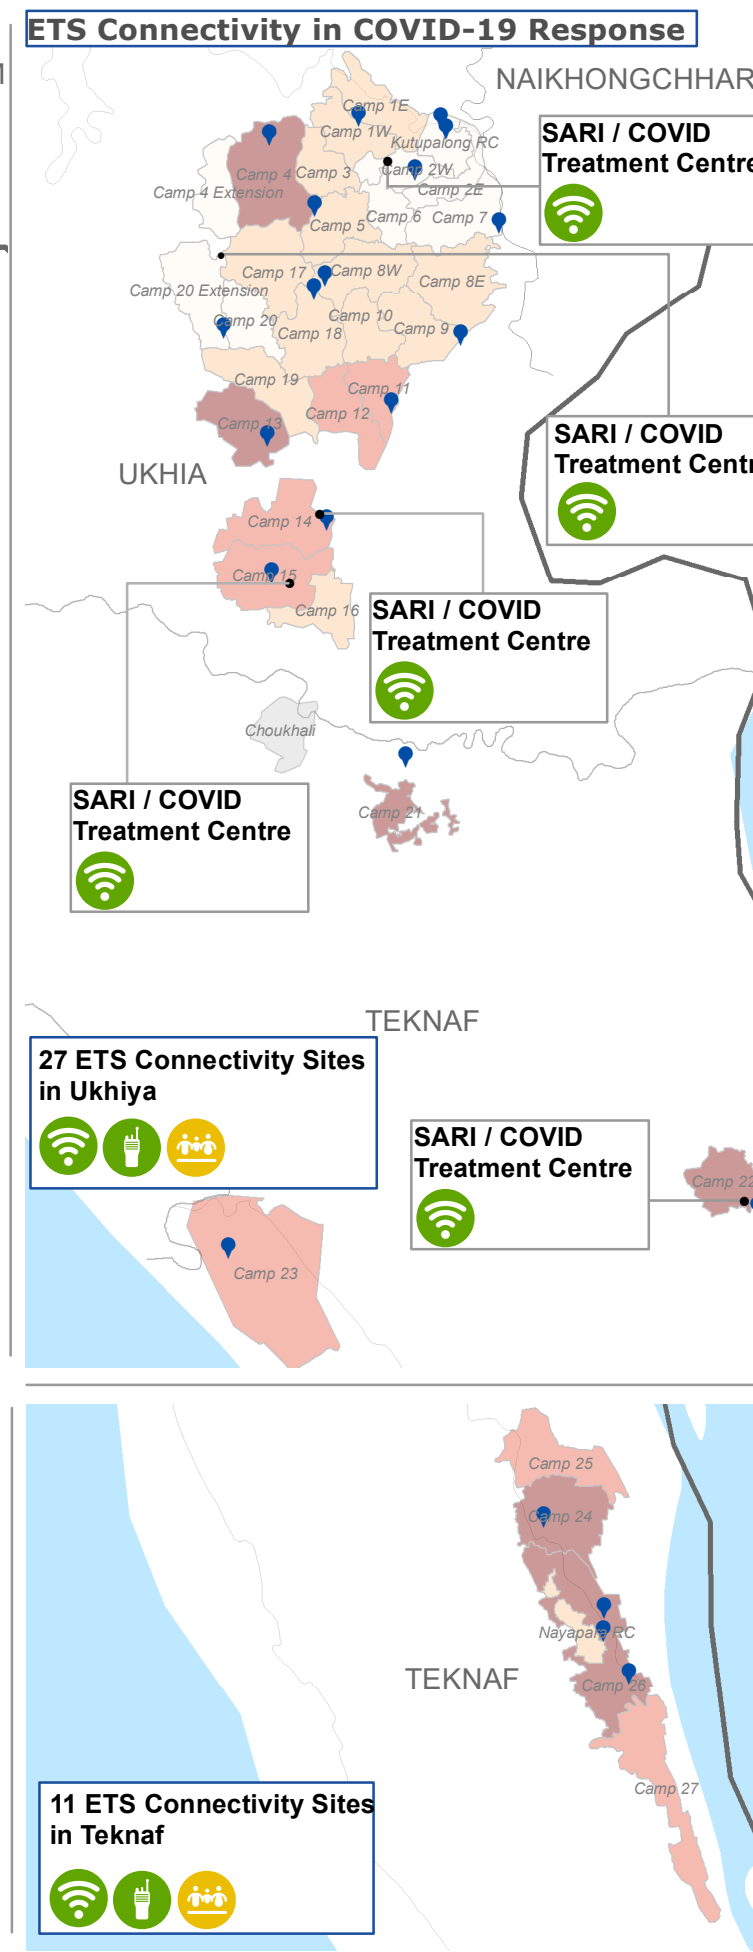 ETS Connectivity in COVID-19 Response
NAIKHONGCHHAR
Camp 1E
Camp 1W
Kutupalong RC
SARI / COVID
Treatment Centre
Camp 4
Camp 3
Camp 2W
Camp 2E
Camp 4 Extension
Camp 5
Camp 6
Camp 7
Camp 17
Camp 8W
Camp 8E
Camp 20 Extension
Camp 20
Camp 10
Camp 18
Camp 9
Camp 19
Camp 11
Camp 12
Camp 13
SARI / COVID
Treatment Centr
UKHIA
Camp 14
Camp 15
Camp 16
SARI / COVID
Treatment Centre
Choukhali
SARI / COVID
Treatment Centre
Camp 21
TEKNAF
27 ETS Connectivity Sites
in Ukhiya
SARI / COVID
Treatment Centre
Camp 22
Camp 23
Camp 25
Camp 24
Nayapara RC
TEKNAF
Camp 26
Camp 27
11 ETS Connectivity Sites
in Teknaf